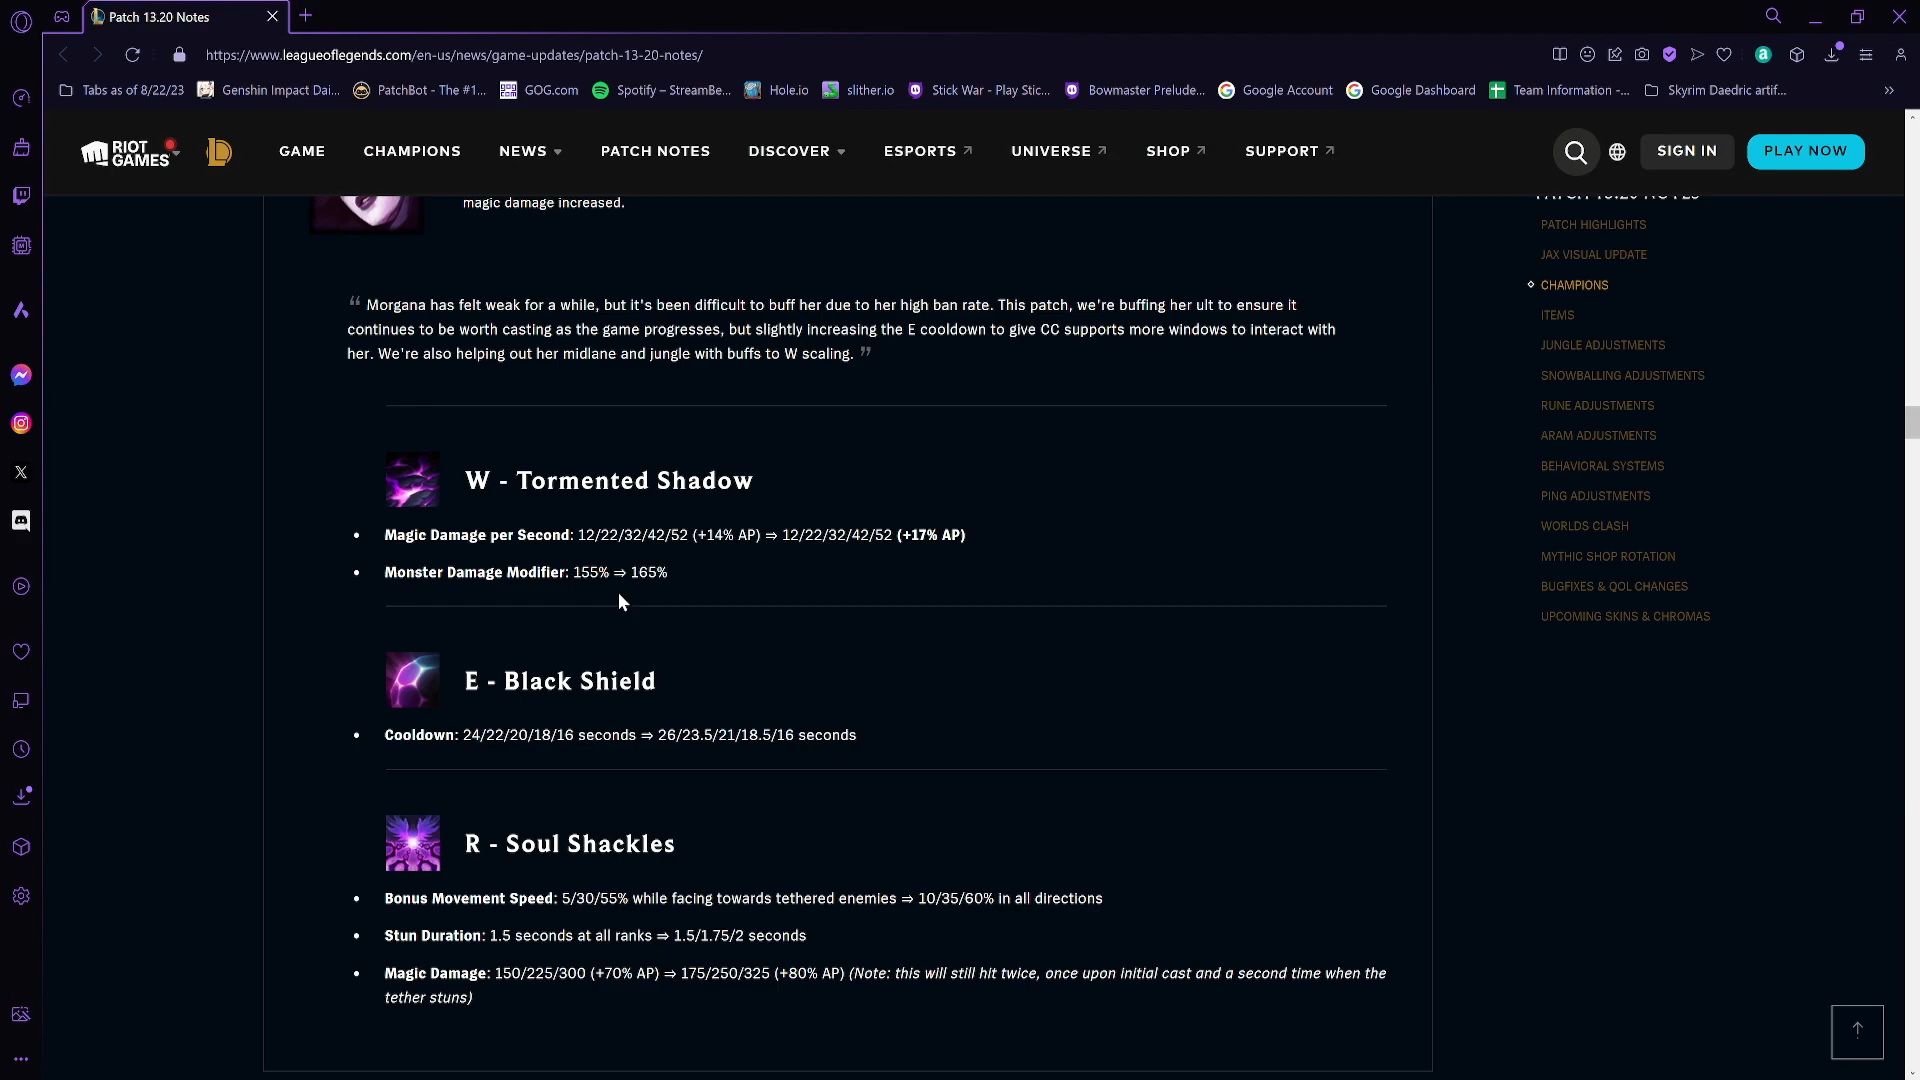 Patch 13.20 Notes
https://www.leagueoflegends.com/en-us/news/game-updates/patch-13-20-notes/
Tabs as of 8/22/23
Genshin Impact Dai...
PatchBot - The #1...
GOG.com
Spotify – StreamBe...
Hole.io
slither.io
Stick War - Play Stic...
Bowmaster Prelude...
Google Account
Google Dashboard
Team Information -...
Skyrim Daedric artif...
RIOT GAMES
GAME
CHAMPIONS
NEWS
PATCH NOTES
DISCOVER
ESPORTS
UNIVERSE
SHOP
SUPPORT
SIGN IN
PLAY NOW
magic damage increased.
“ Morgana has felt weak for a while, but it's been difficult to buff her due to her high ban rate. This patch, we're buffing her ult to ensure it
continues to be worth casting as the game progresses, but slightly increasing the E cooldown to give CC supports more windows to interact with
her. We're also helping out her midlane and jungle with buffs to W scaling. ”
W - Tormented Shadow
• Magic Damage per Second: 12/22/32/42/52 (+14% AP) ⇒ 12/22/32/42/52 (+17% AP)
• Monster Damage Modifier: 155% ⇒ 165%
E - Black Shield
• Cooldown: 24/22/20/18/16 seconds ⇒ 26/23.5/21/18.5/16 seconds
R - Soul Shackles
• Bonus Movement Speed: 5/30/55% while facing towards tethered enemies ⇒ 10/35/60% in all directions
• Stun Duration: 1.5 seconds at all ranks ⇒ 1.5/1.75/2 seconds
• Magic Damage: 150/225/300 (+70% AP) ⇒ 175/250/325 (+80% AP) (Note: this will still hit twice, once upon initial cast and a second time when the
tether stuns)
PATCH 13.20 NOTES
PATCH HIGHLIGHTS
JAX VISUAL UPDATE
CHAMPIONS
ITEMS
JUNGLE ADJUSTMENTS
SNOWBALLING ADJUSTMENTS
RUNE ADJUSTMENTS
ARAM ADJUSTMENTS
BEHAVIORAL SYSTEMS
PING ADJUSTMENTS
WORLDS CLASH
MYTHIC SHOP ROTATION
BUGFIXES & QOL CHANGES
UPCOMING SKINS & CHROMAS